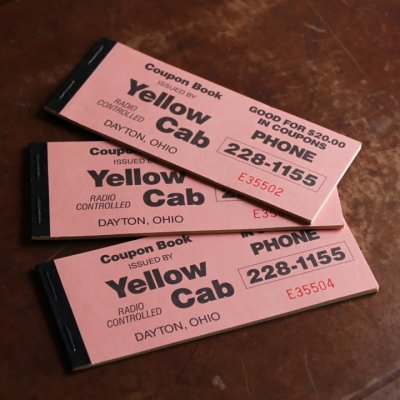 Coupon Book
ISSUED BY
Yellow
Cab
RADIO
CONTROLLED
DAYTON, OHIO
GOOD FOR $20.00
IN COUPONS
PHONE
228-1155
E35502
Coupon Book
ISSUED BY
Yellow
Cab
RADIO
CONTROLLED
DAYTON, OHIO
228-1155
Coupon Book
ISSUED BY
Yellow
Cab
RADIO
CONTROLLED
DAYTON, OHIO
PHONE
228-1155
E35504